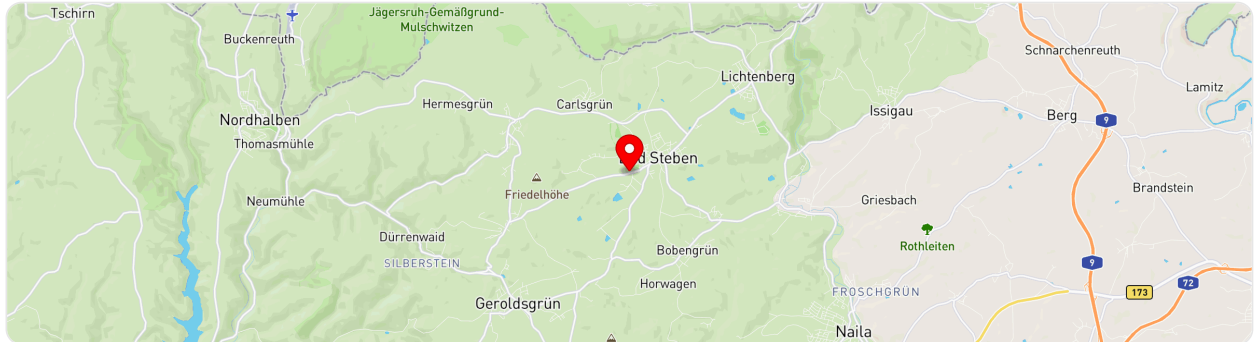 Tschirn
Jägersruh-Gemäßgrund-
Mulschwitzen
Buckenreuth
Schnarchenreuth
Lichtenberg
Lamitz
Hermesgrün
Carlsgrün
Issigau
Berg
9
Nordhalben
Thomasmühle
Steben
Brandstein
Friedelhöhe
Neumühle
Griesbach
Dürrenwaid
Rothleiten
Bobengrün
SILBERSTEIN
9
Horwagen
72
FROSCHGRÜN
173
Geroldsgrün
Naila